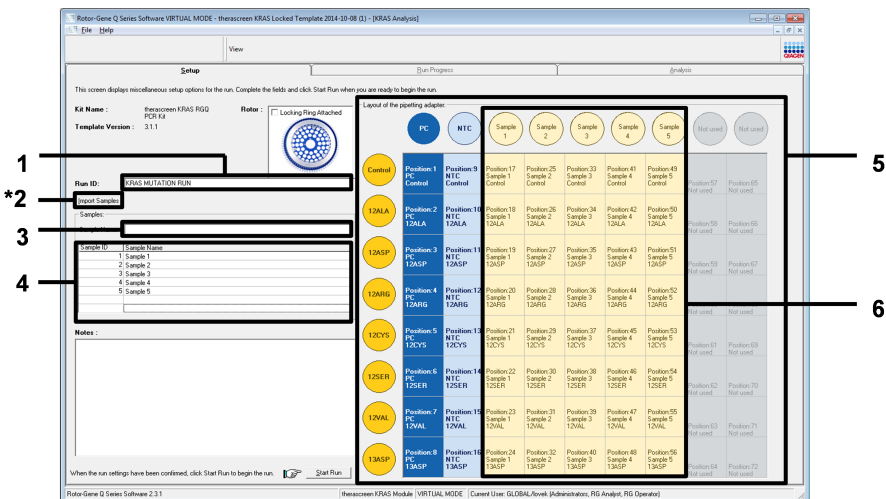 Rotor-Gene Q Series Software VIRTUAL MODE - therascreen KRAS Locked Template 2014-10-08 (1) - [KRAS Analysis]
File Help
View
QIAGEN
Setup Run Progress Analysis
This screen displays miscellaneous setup options for the run. Complete the fields and click Start Run when you are ready to begin the run.
Kit Name : therascreen KRAS RGQ
PCR Kit
Template Version : 3.1.1
Rotor :
Locking Ring Attached
1
Run ID: KRAS MUTATION RUN
*2
Import Samples
Samples:
3
4
Sample ID Sample Name
1 Sample 1
2 Sample 2
3 Sample 3
4 Sample 4
5 Sample 5
Notes :
When the run settings have been confirmed, click Start Run to begin the run.
Start Run
Layout of the pipetting adapter
PC NTC Sample 1 Sample 2 Sample 3 Sample 4 Sample 5 Not used Not used
5
6
Control
Position:1 Position:9 Position:17 Position:25 Position:33 Position:41 Position:49
PC NTC Sample 1 Sample 2 Sample 3 Sample 4 Sample 5
Control Control Control Control Control Control Control
Position:57 Position:65
Not used Not used
12ALA
Position:2 Position:10 Position:18 Position:26 Position:34 Position:42 Position:50
PC NTC Sample 1 Sample 2 Sample 3 Sample 4 Sample 5
12ALA 12ALA 12ALA 12ALA 12ALA 12ALA 12ALA
Position:58 Position:66
Not used Not used
12ASP
Position:3 Position:11 Position:19 Position:27 Position:35 Position:43 Position:51
PC NTC Sample 1 Sample 2 Sample 3 Sample 4 Sample 5
12ASP 12ASP 12ASP 12ASP 12ASP 12ASP 12ASP
Position:59 Position:67
Not used Not used
12ARG
Position:4 Position:12 Position:20 Position:28 Position:36 Position:44 Position:52
PC NTC Sample 1 Sample 2 Sample 3 Sample 4 Sample 5
12ARG 12ARG 12ARG 12ARG 12ARG 12ARG 12ARG
Not used Not used
12CYS
Position:5 Position:13 Position:21 Position:29 Position:37 Position:45 Position:53
PC NTC Sample 1 Sample 2 Sample 3 Sample 4 Sample 5
12CYS 12CYS 12CYS 12CYS 12CYS 12CYS 12CYS
Position:61 Position:69
Not used Not used
12SER
Position:6 Position:14 Position:22 Position:30 Position:38 Position:46 Position:54
PC NTC Sample 1 Sample 2 Sample 3 Sample 4 Sample 5
12SER 12SER 12SER 12SER 12SER 12SER 12SER
Position:62 Position:70
Not used Not used
12VAL
Position:7 Position:15 Position:23 Position:31 Position:39 Position:47 Position:55
PC NTC Sample 1 Sample 2 Sample 3 Sample 4 Sample 5
12VAL 12VAL 12VAL 12VAL 12VAL 12VAL 12VAL
Position:63 Position:71
Not used Not used
13ASP
Position:8 Position:16 Position:24 Position:32 Position:40 Position:48 Position:56
PC NTC Sample 1 Sample 2 Sample 3 Sample 4 Sample 5
13ASP 13ASP 13ASP 13ASP 13ASP 13ASP 13ASP
Position:64 Position:72
Not used Not used
Rotor-Gene Q Series Software 2.3.1
therascreen KRAS Module VIRTUAL MODE Current User: GLOBAL/lovek (Administrators, RG Analyst, RG Operator)